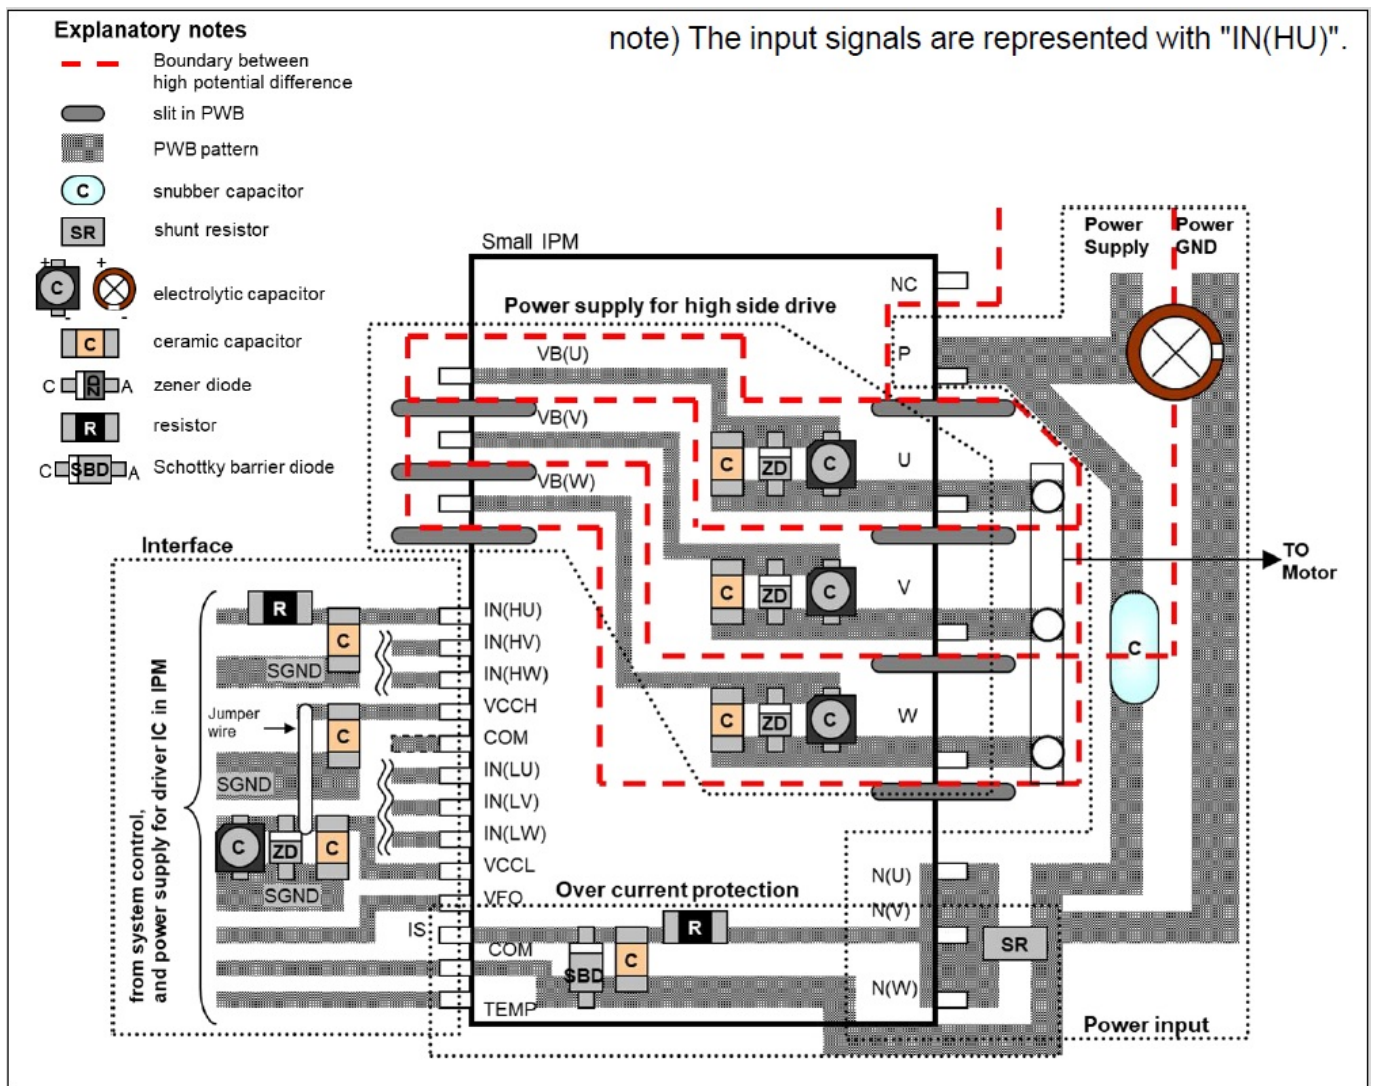 Explanatory notes
note) The input signals are represented with "IN(HU)".
Boundary between
high potential difference
slit in PWB
PWB pattern
C
snubber capacitor
SR
shunt resistor
+
+
C
-
-
electrolytic capacitor
C
ceramic capacitor
C
ZD
A
zener diode
R
resistor
C
SBD
A
Schottky barrier diode
Small IPM
Power
Supply
Power
GND
NC
Power supply for high side drive
P
VB(U)
VB(V)
VB(W)
C
ZD
C
U
C
ZD
C
V
C
ZD
C
W
TO
Motor
C
Interface
from system control,
and power supply for driver IC in IPM
R
C
SGND
Jumper
wire
C
SGND
C
ZD
C
SGND
IN(HU)
IN(HV)
IN(HW)
VCCH
COM
IN(LU)
IN(LV)
IN(LW)
VCCL
VFO
IS
COM
TEMP
Over current protection
R
SBD
C
N(U)
N(V)
N(W)
SR
Power input